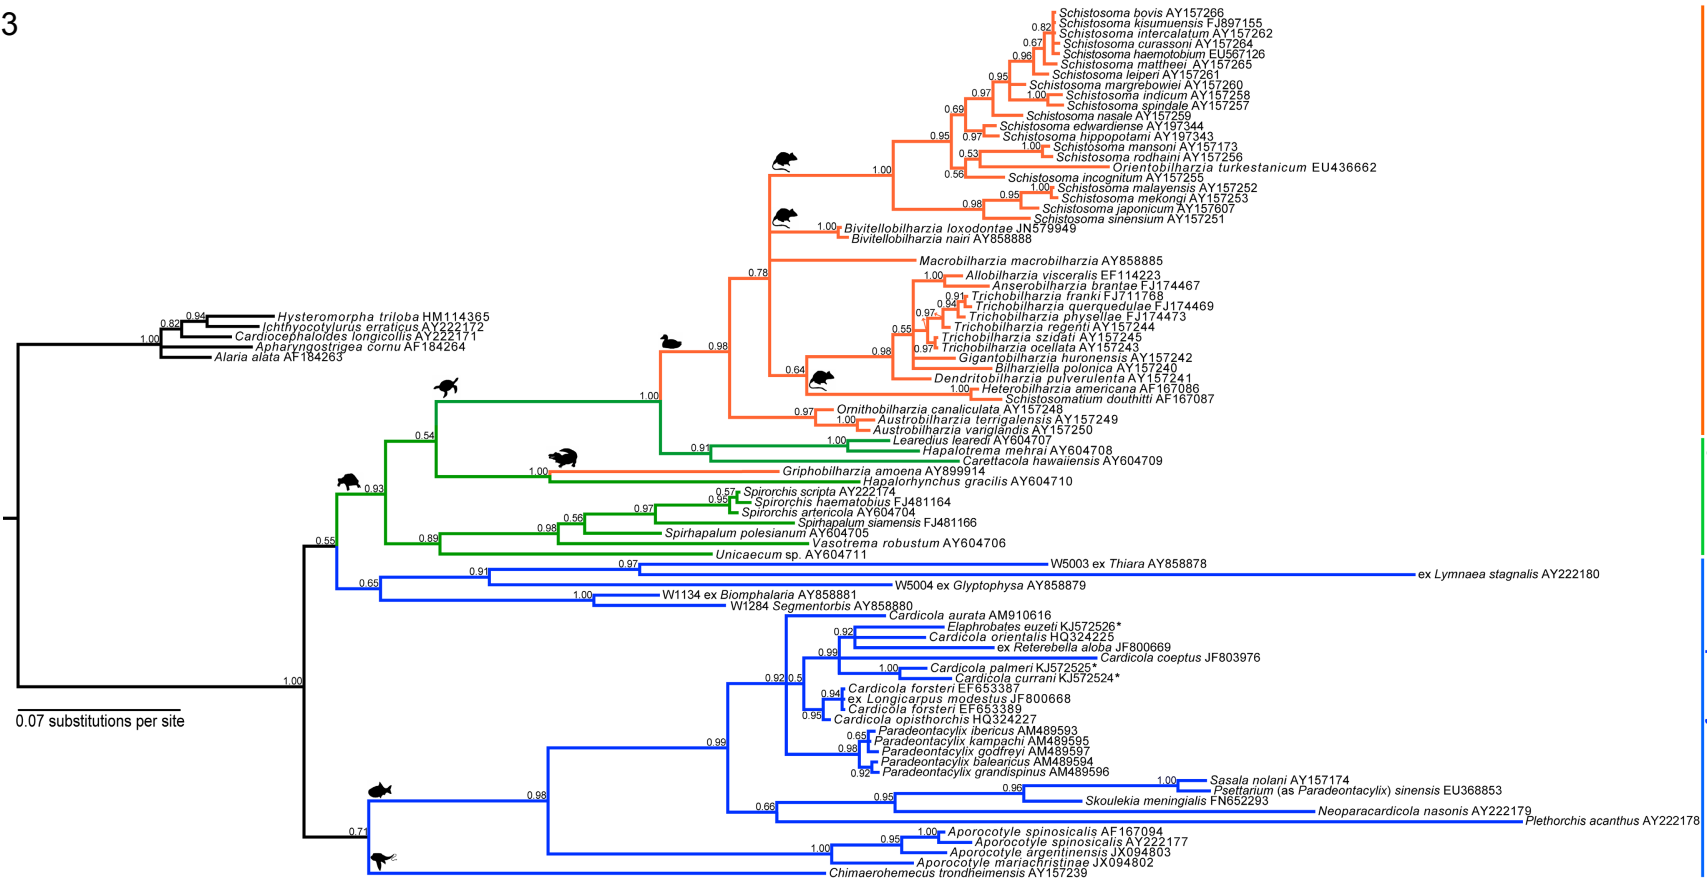 3
Schistosoma bovis AY157266
Schistosoma kisumuensis FJ897155
0.82 Schistosoma intercalatum AY157262
0.67 Schistosoma curassoni AY157264
Schistosoma haemotobium EU567126
0.96 Schistosoma mattheei AY157265
Schistosoma leiperi AY157261
0.95 Schistosoma margrebowiei AY157260
0.97 1.00 Schistosoma indicum AY157258
Schistosoma spindale AY157257
0.69 Schistosoma nasale AY157259
Schistosoma edwardiense AY197344
0.95 0.97 Schistosoma hippopotami AY197343
1.00 Schistosoma mansoni AY157173
0.53 Schistosoma rodhaini AY157256
Orientobilharzia turkestanicum EU436662
1.00 0.56 Schistosoma incognitum AY157255
1.00 Schistosoma malayensis AY157252
0.95 Schistosoma mekongi AY157253
0.98 Schistosoma japonicum AY157607
Schistosoma sinensium AY157251
1.00 Bivitellobilharzia loxodontae JN579949
Bivitellobilharzia nairi AY858888
Macrobilharzia macrobilharzia AY858885
0.78 1.00 Allobilharzia visceralis EF114223
Anserobilharzia brantae FJ174467
0.91 Trichobilharzia franki FJ711768
0.94 Trichobilharzia querquedulae FJ174469
0.97 Trichobilharzia physellae FJ174473
Trichobilharzia regenti AY157244
0.55 Trichobilharzia szidati AY157245
0.97 Trichobilharzia ocellata AY157243
0.98 0.98 Gigantobilharzia huronensis AY157242
Bilharziella polonica AY157240
0.64 Dendritobilharzia pulverulenta AY157241
1.00 Heterobilharzia americana AF167086
Schistosomatium douthitti AF167087
0.97 Ornithobilharzia canaliculata AY157248
1.00 Austrobilharzia terrigalensis AY157249
Austrobilharzia variglandis AY157250
0.94 Hysteromorpha triloba HM114365
0.82 Ichthyocotylurus erraticus AY222172
1.00 Cardiocephaloides longicollis AY222171
Apharyngostrigea cornu AF184264
Alaria alata AF184263
1.00
1.00 Learedius learedi AY604707
0.91 Hapalotrema mehrai AY604708
Carettacola hawaiiensis AY604709
0.54 1.00 Griphobilharzia amoena AY899914
Hapalorhynchus gracilis AY604710
0.93 0.57 Spirorchis scripta AY222174
0.95 Spirorchis haematobius FJ481164
0.97 Spirorchis artericola AY604704
0.56 Spirhapalum siamensis FJ481166
0.98 Spirhapalum polesianum AY604705
0.89 Vasotrema robustum AY604706
Unicaecum sp. AY604711
0.55
0.97 W5003 ex Thiara AY858878
0.91 ex Lymnaea stagnalis AY222180
0.65 W5004 ex Glyptophysa AY858879
1.00 W1134 ex Biomphalaria AY858881
W1284 Segmentorbis AY858880
Cardicola aurata AM910616
0.92 Elaphrobates euzeti KJ572526*
Cardicola orientalis HQ324225
ex Reterebella aloba JF800669
0.99 Cardicola coeptus JF803976
1.00 Cardicola palmeri KJ572525*
0.92 0.5 Cardicola currani KJ572524*
1.00 Cardicola forsteri EF653387
0.94 ex Longicarpus modestus JF800668
Cardicola forsteri EF653389
0.95 Cardicola opisthorchis HQ324227
0.07 substitutions per site
Paradeontacylix ibericus AM489593
0.65 Paradeontacylix kampachi AM489595
0.99 0.98 Paradeontacylix godfreyi AM489597
Paradeontacylix balearicus AM489594
0.92 Paradeontacylix grandispinus AM489596
1.00 Sasala nolani AY157174
0.96 Psettarium (as Paradeontacylix) sinensis EU368853
0.98 0.95 Skoulekia meningialis FN652293
0.66 Neoparacardicola nasonis AY222179
Plethorchis acanthus AY222178
0.71 1.00 Aporocotyle spinosicalis AF167094
0.95 Aporocotyle spinosicalis AY222177
1.00 Aporocotyle argentinensis JX094803
Aporocotyle mariachristinae JX094802
Chimaerohemecus trondheimensis AY157239